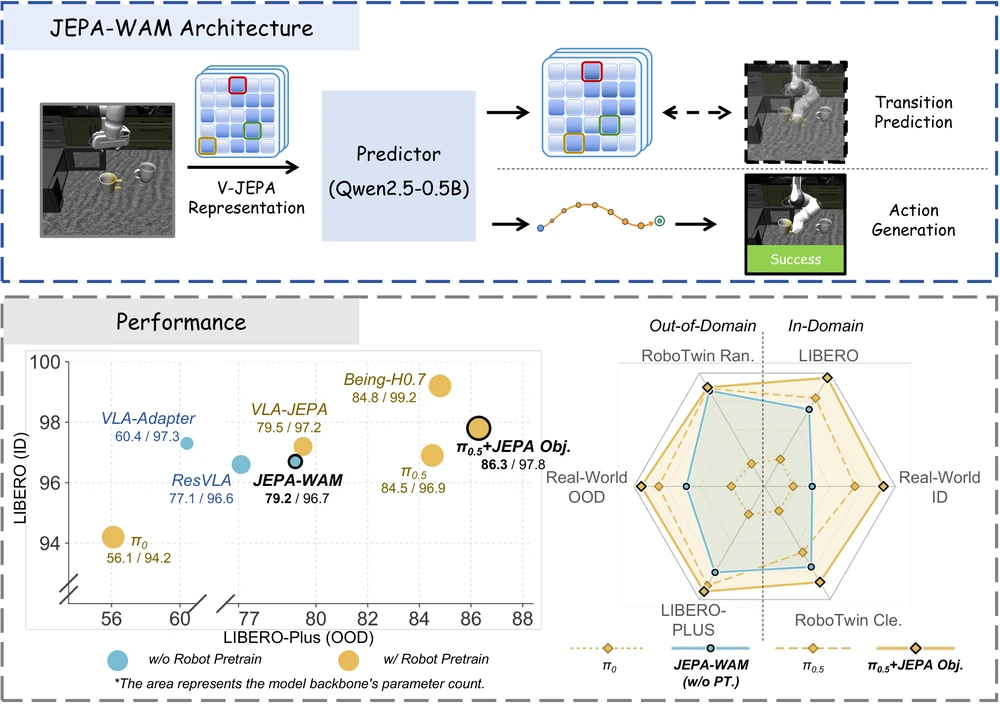 JEPA-WAM Architecture
V-JEPA
Representation
Predictor
(Qwen2.5-0.5B)
Transition
Prediction
Action
Generation
Success
Performance
LIBERO (ID)
100
98
96
94
56
60
77
80
82
84
86
88
LIBERO-Plus (OOD)
VLA-Adapter
60.4 / 97.3
ResVLA
77.1 / 96.6
VLA-JEPA
79.5 / 97.2
JEPA-WAM
79.2 / 96.7
Being-H0.7
84.8 / 99.2
π0.5+JEPA Obj.
86.3 / 97.8
π0.5
84.5 / 96.9
π0
56.1 / 94.2
w/o Robot Pretrain
w/ Robot Pretrain
*The area represents the model backbone's parameter count.
Out-of-Domain
In-Domain
RoboTwin Ran.
LIBERO
Real-World
OOD
Real-World
ID
LIBERO-
PLUS
RoboTwin Cle.
π0
JEPA-WAM
(w/o PT.)
π0.5
π0.5+JEPA Obj.